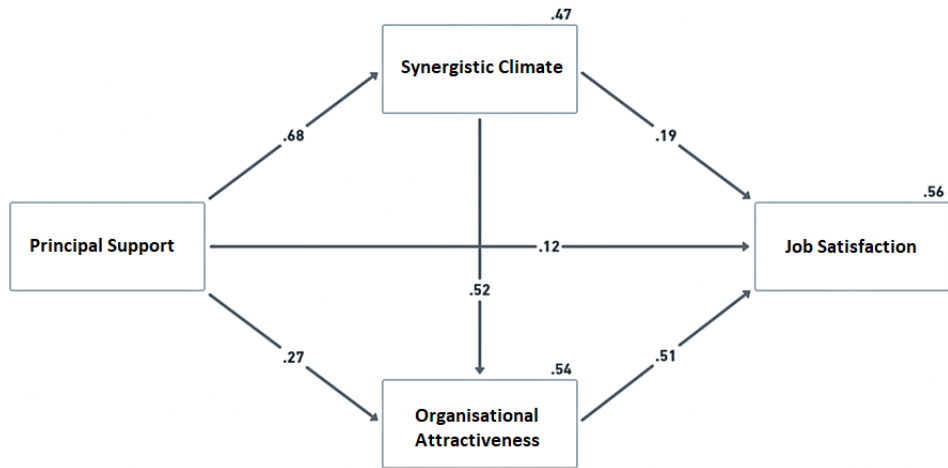 .47
Synergistic Climate
.68
.19
.56
Principal Support
.12
Job Satisfaction
.52
.27
.51
.54
Organisational
Attractiveness